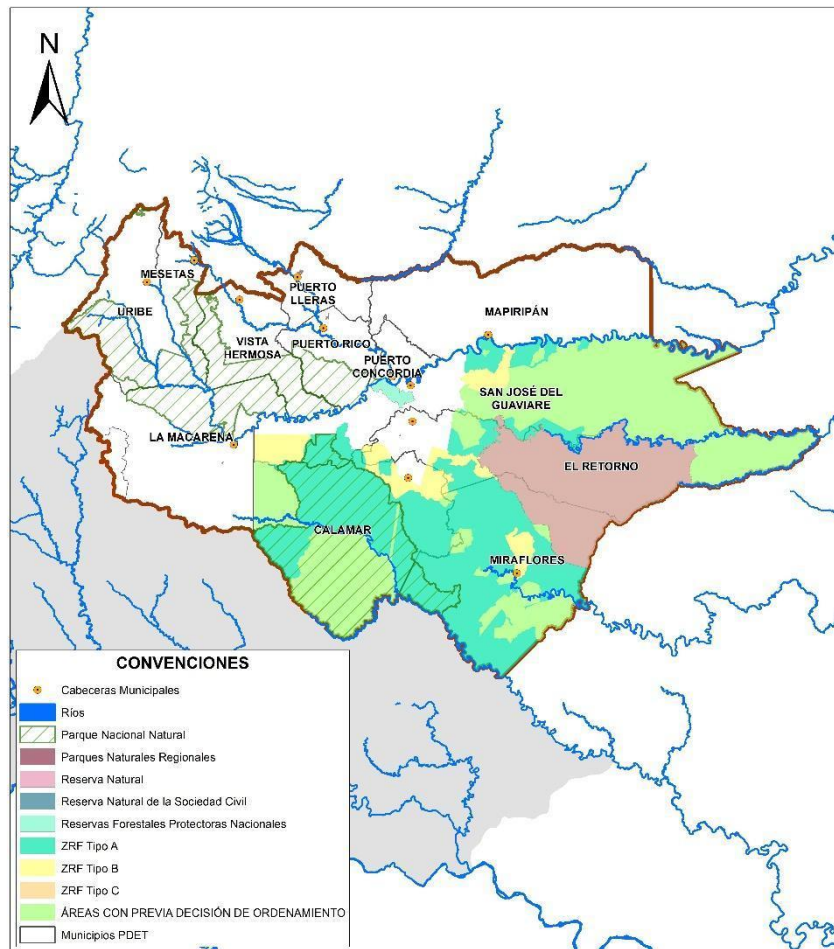 N
MESETAS
URIBE
PUERTO
LLERAS
MAPIRIPÁN
VISTA
HERMOSA
PUERTO RICO
PUERTO
CONCORDIA
SAN JOSÉ DEL
GUAVIARE
LA MACARENA
EL RETORNO
CALAMAR
MIRAFLORES
CONVENCIONES
Cabeceras Municipales
Ríos
Parque Nacional Natural
Parques Naturales Regionales
Reserva Natural
Reserva Natural de la Sociedad Civil
Reservas Forestales Protectoras Nacionales
ZRF Tipo A
ZRF Tipo B
ZRF Tipo C
ÁREAS CON PREVIA DECISIÓN DE ORDENAMIENTO
Municipios PDET